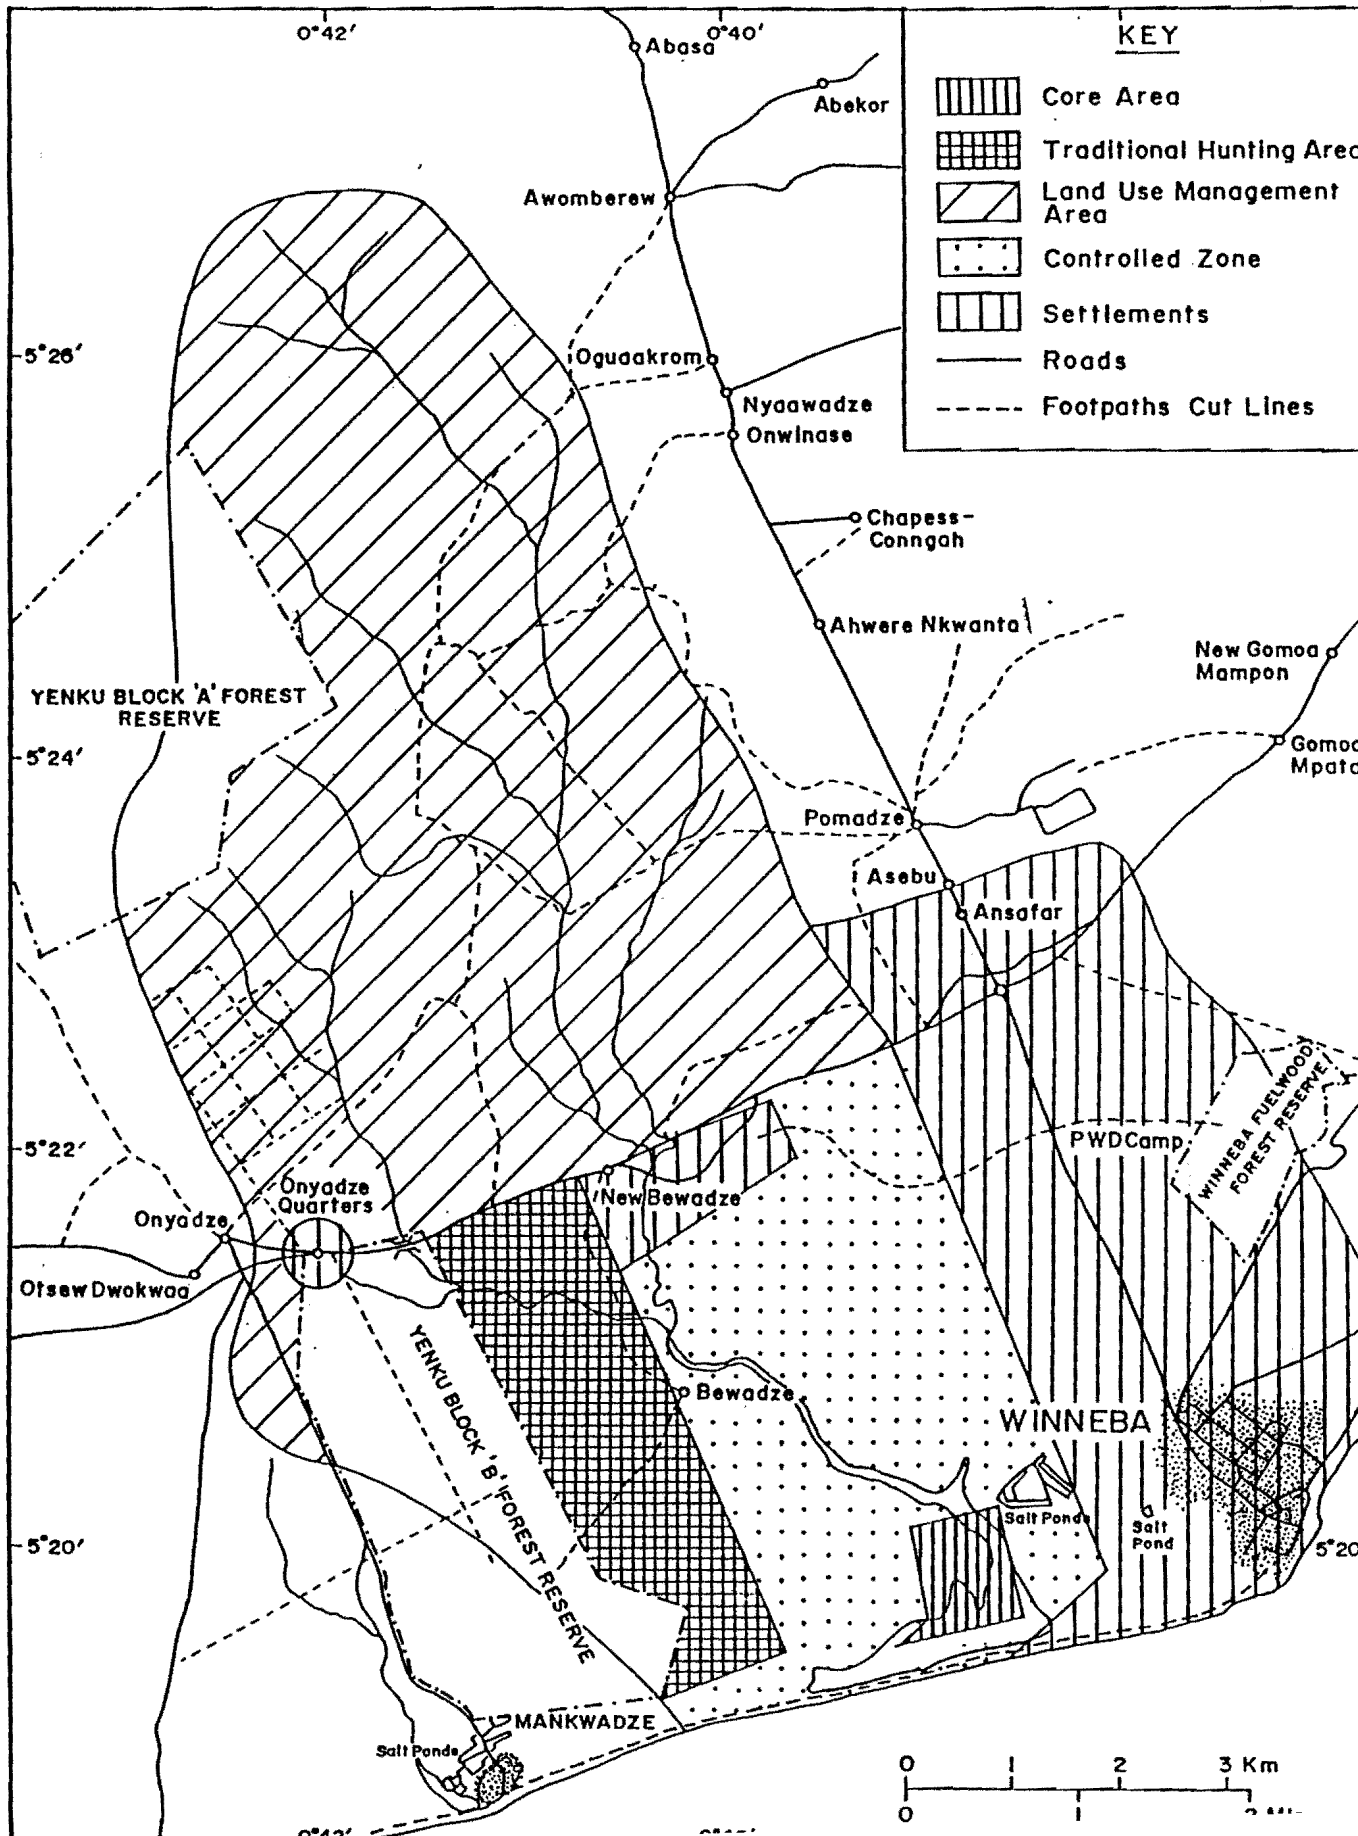 0°42'
0°40'
KEY
Core Area
Traditional Hunting Area
Land Use Management
Area
Controlled Zone
Settlements
Roads
Footpaths Cut Lines
Abasa
Abekor
Awomberew
5°26'
Oguaakrom
Nyaawadze
Onwinase
Chapess-
Conngah
Ahwere Nkwanta
New Gomoa
Mampon
YENKU BLOCK 'A' FOREST
RESERVE
5°24'
Gomoa
Mpata
Pomadze
Asebu
Ansafar
5°22'
PWD Camp
WINNEBA FUELWOOD
FOREST RESERVE
Onyadze
Quarters
New Bewadze
Onyadze
Otsew Dwokwaa
YENKU BLOCK 'B' FOREST RESERVE
Bewadze
WINNEBA
Salt Ponds
Salt
Pond
5°20'
5°20
MANKWADZE
Salt Ponds
0 1 2 3 Km
0 1 2
0°42'